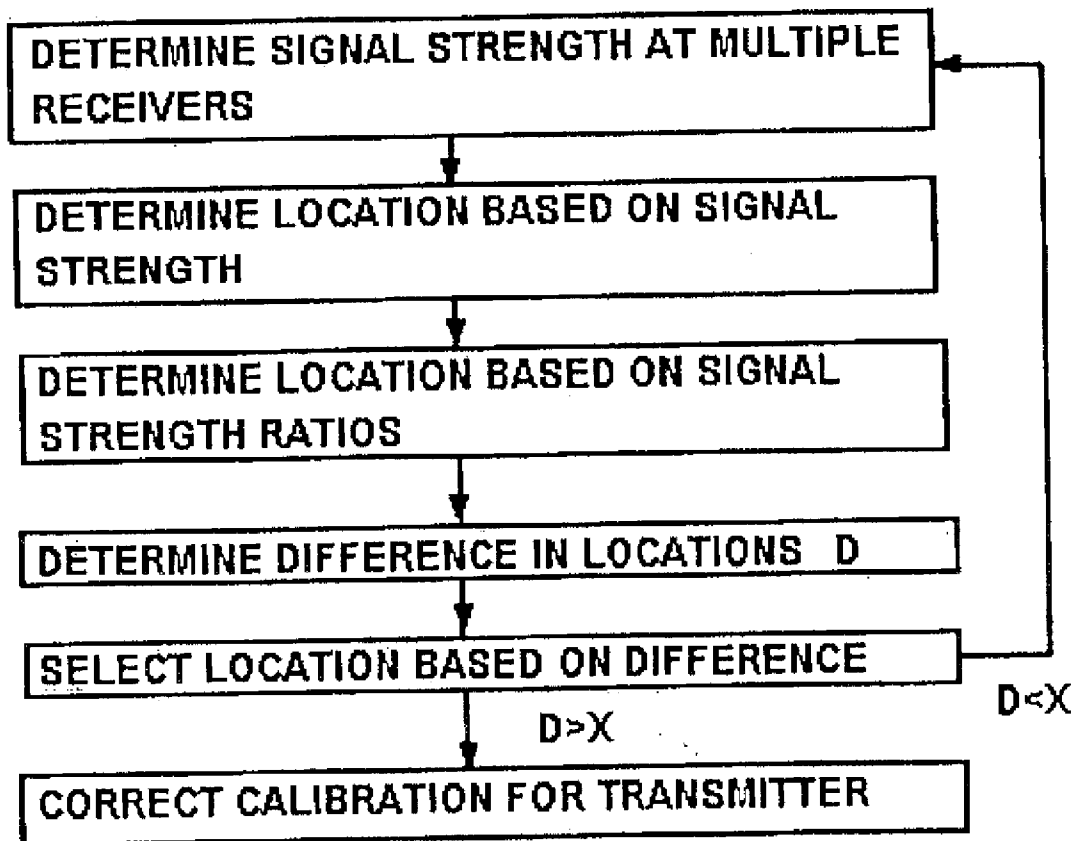 DETERMINE SIGNAL STRENGTH AT MULTIPLE
RECEIVERS
DETERMINE LOCATION BASED ON SIGNAL
STRENGTH
DETERMINE LOCATION BASED ON SIGNAL
STRENGTH RATIOS
DETERMINE DIFFERENCE IN LOCATIONS D
SELECT LOCATION BASED ON DIFFERENCE
D<X
D>X
CORRECT CALIBRATION FOR TRANSMITTER